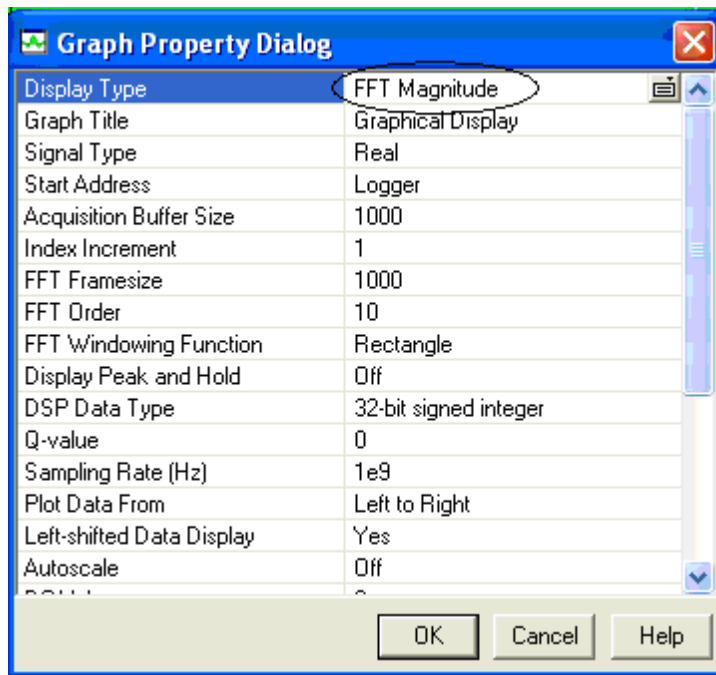 Graph Property Dialog
Display Type FFT Magnitude
Graph Title Graphical Display
Signal Type Real
Start Address Logger
Acquisition Buffer Size 1000
Index Increment 1
FFT Framesize 1000
FFT Order 10
FFT Windowing Function Rectangle
Display Peak and Hold Off
DSP Data Type 32-bit signed integer
Q-value 0
Sampling Rate (Hz) 1e9
Plot Data From Left to Right
Left-shifted Data Display Yes
Autoscale Off
OK Cancel Help